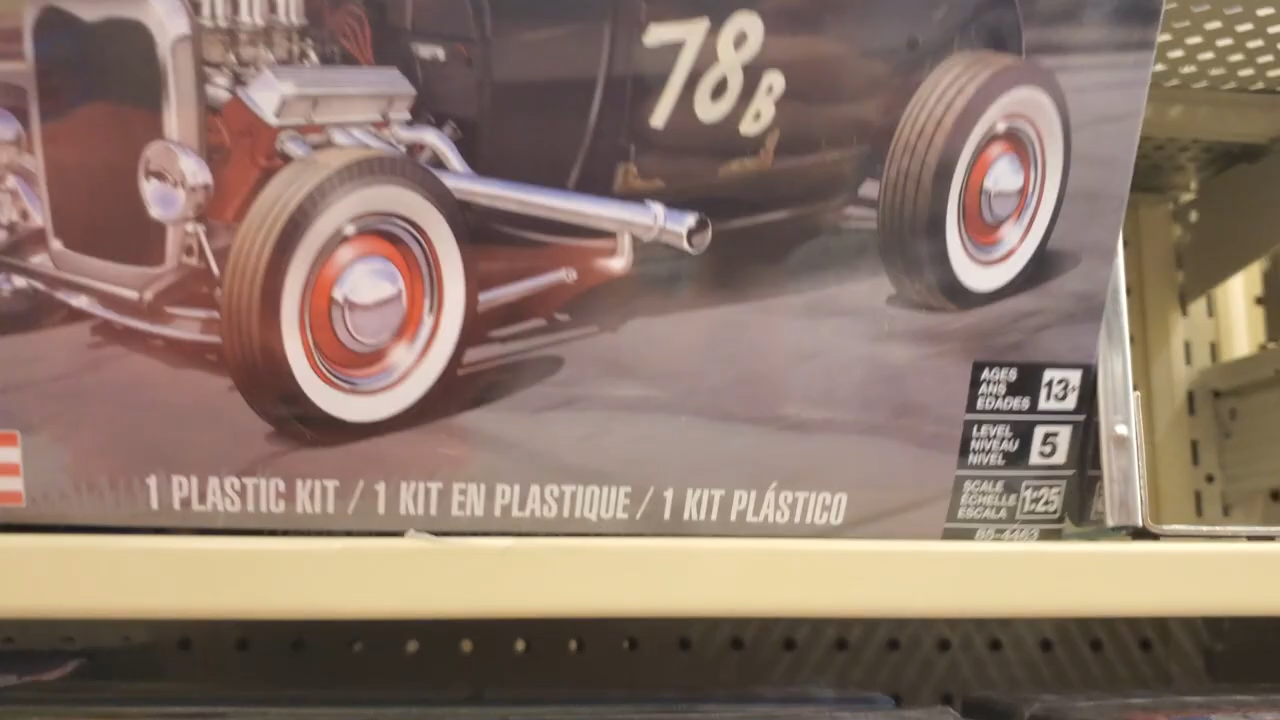 78B
AGES
ANS
EDADES
13+
LEVEL
NIVEAU
NIVEL
5
SCALE
ÉCHELLE
ESCALA
1:25
1 PLASTIC KIT / 1 KIT EN PLASTIQUE / 1 KIT PLÁSTICO